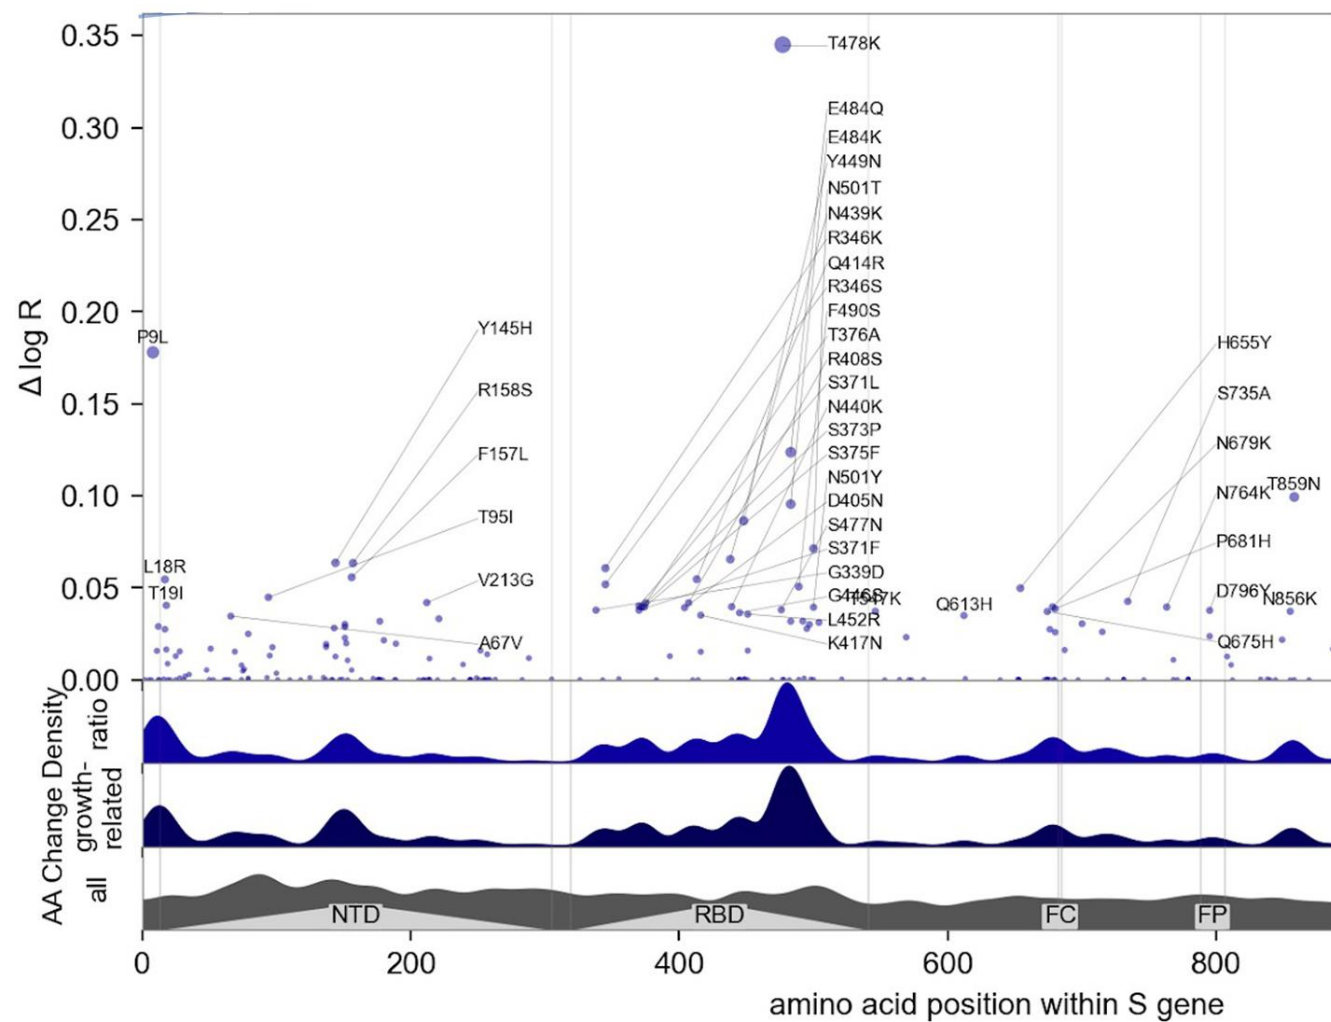 0.35
0.30
0.25
0.20
0.15
0.10
0.05
0.00
Δ log R
T478K
E484Q
E484K
Y449N
N501T
N439K
R346K
Q414R
R346S
F490S
T376A
R408S
S371L
N440K
S373P
S375F
N501Y
D405N
S477N
S371F
G339D
G446S
T547K
L452R
K417N
P9L
Y145H
R158S
F157L
T95I
L18R
T19I
V213G
A67V
Q613H
H655Y
S735A
N679K
N764K
T859N
P681H
D796Y
N856K
Q675H
AA Change Density
ratio
growth-
related
all
NTD
RBD
FC
FP
0
200
400
600
800
amino acid position within S gene